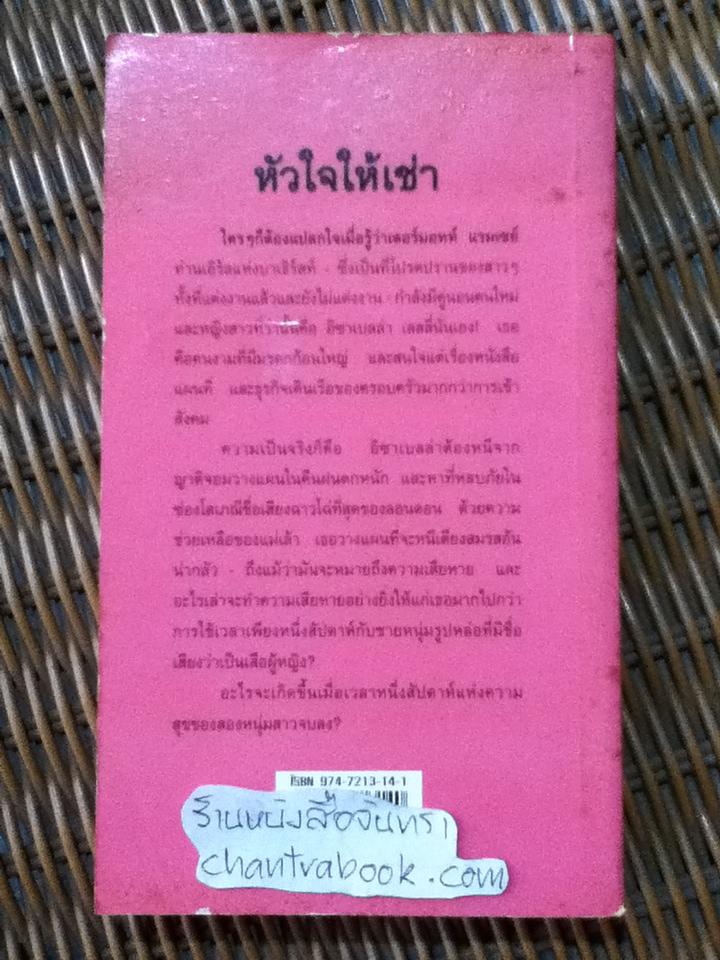 หัวใจให้เช่า
ใครๆก็ต้องแปลกใจเมื่อรู้ว่าเดอร์มอทท์ แรมเซย์
ท่านเอิร์ลแห่งบาเธิร์สท์ - ซึ่งเป็นที่โปรดปรานของสาวๆ
ทั้งที่แต่งงานแล้วและยังไม่แต่งงาน กำลังมีคู่นอนคนใหม่
และหญิงสาวที่ว่านั้นคือ อิซาเบลล่า เลสลี่นั่นเอง! เธอ
คือคนงามที่มีมรดกก้อนใหญ่ และสนใจแต่เรื่องหนังสือ
แผนที่ และธุรกิจเดินเรือของครอบครัวมากกว่าการเข้า
สังคม
ความเป็นจริงก็คือ อิซาเบลล่าต้องหนีจาก
ญาติจอมวางแผนในคืนฝนตกหนัก และหาที่หลบภัยใน
ซ่องโสเภณีชื่อเสียงฉาวโฉ่ที่สุดของลอนดอน ด้วยความ
ช่วยเหลือของแม่เล้า เธอวางแผนที่จะหนีเตียงสมรสอัน
น่ากลัว - ถึงแม้ว่ามันจะหมายถึงความเสียหาย และ
อะไรเล่าจะทำความเสียหายอย่างยิ่งให้แก่เธอมากไปกว่า
การใช้เวลาเพียงหนึ่งสัปดาห์กับชายหนุ่มรูปหล่อที่มีชื่อ
เสียงว่าเป็นเสือผู้หญิง?
อะไรจะเกิดขึ้นเมื่อเวลาหนึ่งสัปดาห์แห่งความ
สุขของสองหนุ่มสาวจบลง?
ISBN 974-7213-14-1
ร้านหนังสือจันทรา
chantrabook.com